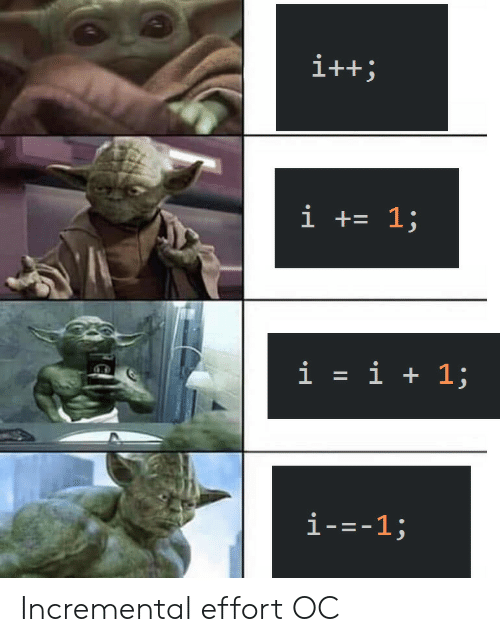 i++;
i += 1;
i = i + 1;
i-=-1;
Incremental effort OC